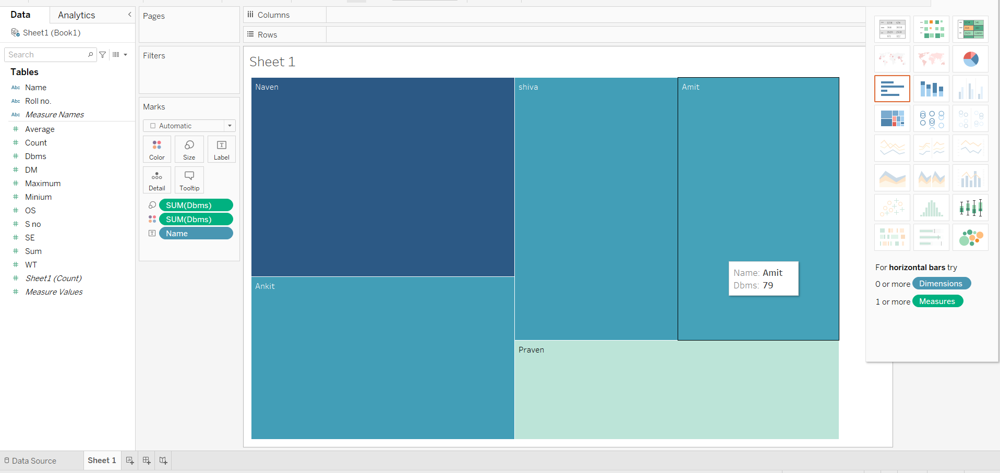 Data
Analytics
Sheet1 (Book1)
Search
Tables
Abc Name
Abc Roll no.
Abc Measure Names
# Average
# Count
# Dbms
# DM
# Maximum
# Minium
# OS
# S no
# SE
# Sum
# WT
# Sheet1 (Count)
# Measure Values
Pages
Filters
Marks
Automatic
Color
Size
T
Label
Detail
Tooltip
SUM(Dbms)
SUM(Dbms)
T Name
Columns
Rows
Sheet 1
Naven
shiva
Amit
Ankit
Praven
Name: Amit
Dbms: 79
For horizontal bars try
0 or more Dimensions
1 or more Measures
Data Source
Sheet 1